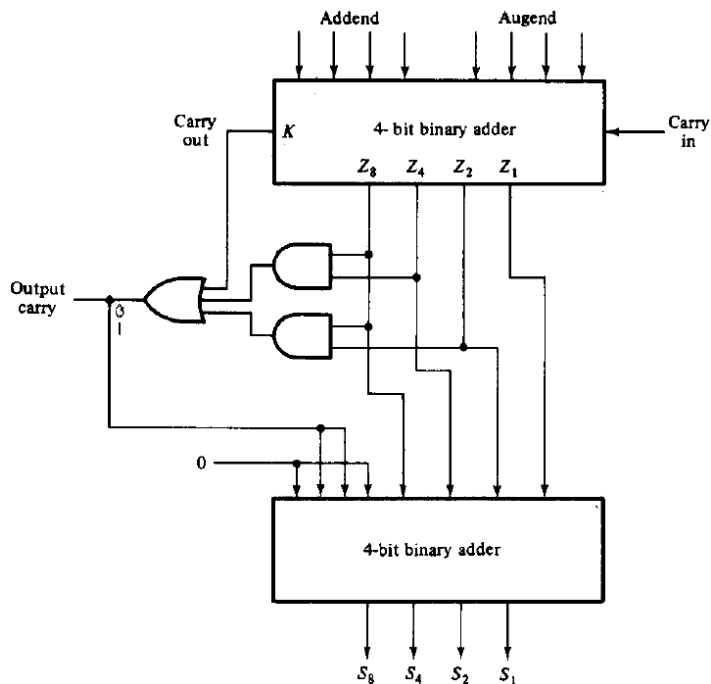 Addend Augend
Carry out
K
4- bit binary adder
Carry in
Z8 Z4 Z2 Z1
Output carry
0
1
0
4-bit binary adder
S8 S4 S2 S1